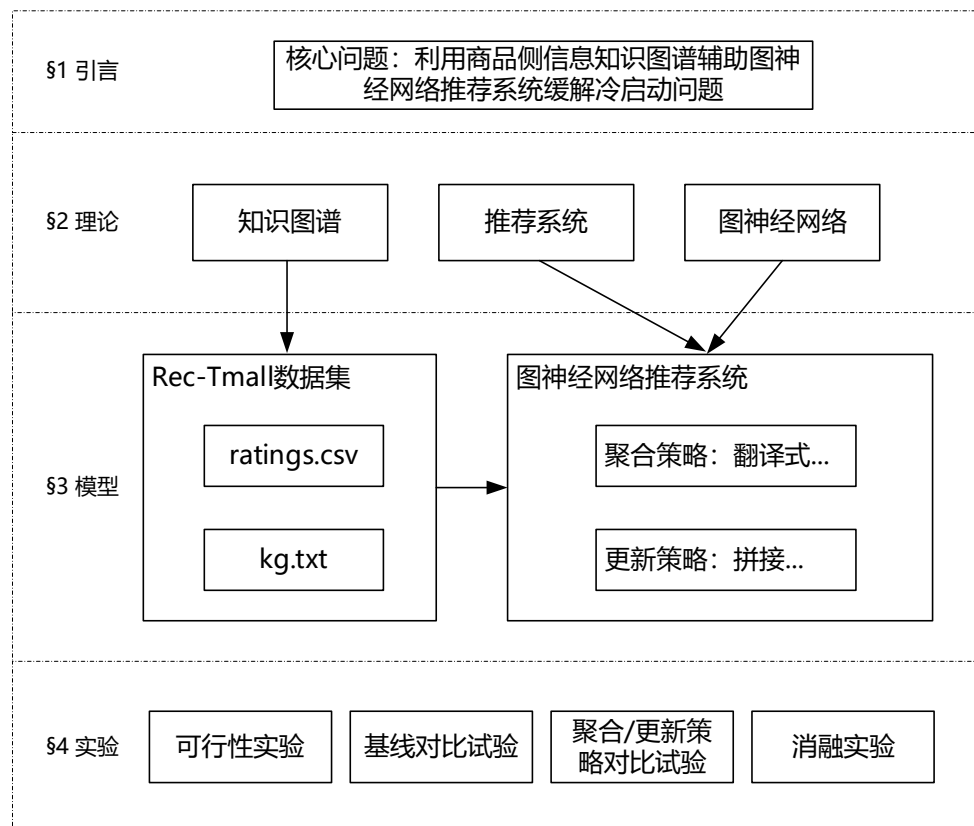 §1 引言
核心问题：利用商品侧信息知识图谱辅助图神
经网络推荐系统缓解冷启动问题
§2 理论
知识图谱
推荐系统
图神经网络
§3 模型
Rec-Tmall数据集
ratings.csv
kg.txt
图神经网络推荐系统
聚合策略：翻译式...
更新策略：拼接...
§4 实验
可行性实验
基线对比试验
聚合/更新策
略对比试验
消融实验